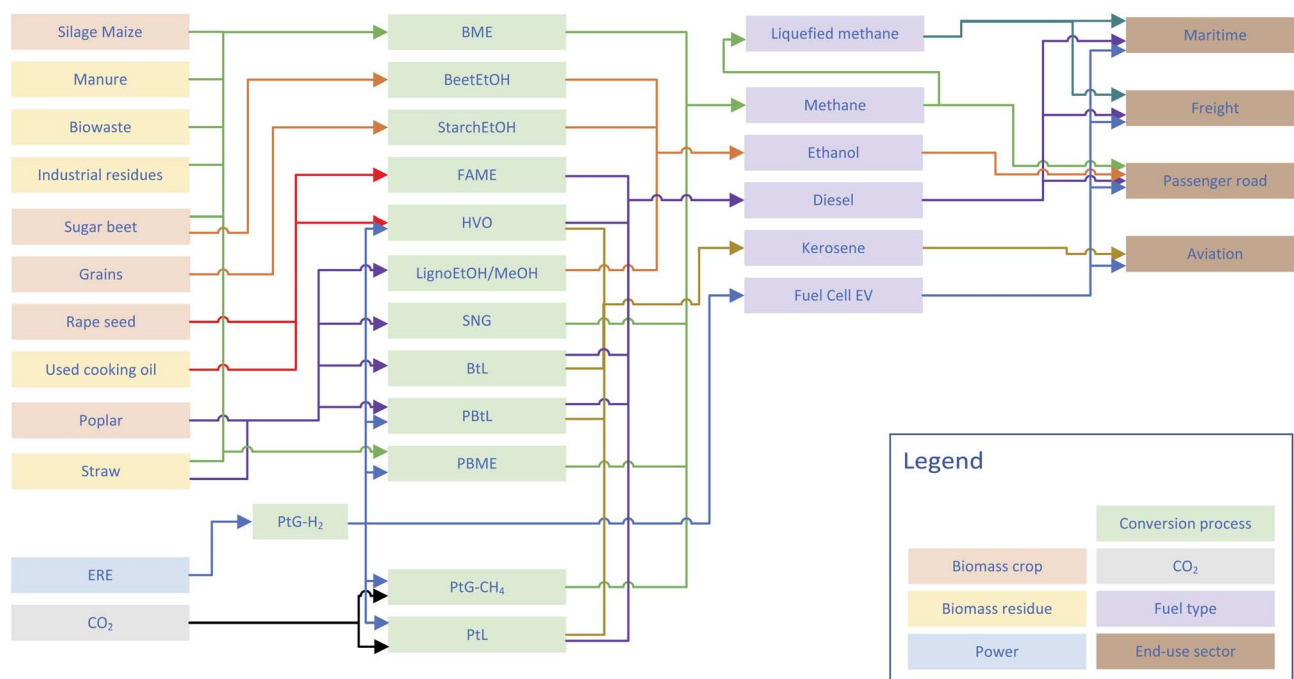 Silage Maize
Manure
Biowaste
Industrial residues
Sugar beet
Grains
Rape seed
Used cooking oil
Poplar
Straw
ERE
CO₂
PtG-H₂
BME
BeetEtOH
StarchEtOH
FAME
HVO
LignoEtOH/MeOH
SNG
BtL
PBtL
PBME
PtG-CH₄
PtL
Liquefied methane
Methane
Ethanol
Diesel
Kerosene
Fuel Cell EV
Maritime
Freight
Passenger road
Aviation
Legend
Conversion process
Biomass crop
CO₂
Biomass residue
Fuel type
Power
End-use sector